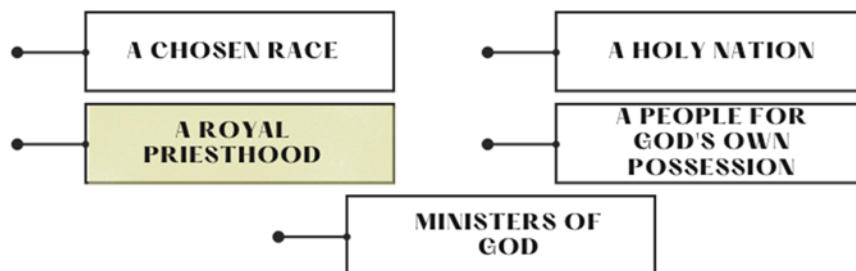 A CHOSEN RACE
A HOLY NATION
A ROYAL
PRIESTHOOD
A PEOPLE FOR
GOD'S OWN
POSSESSION
MINISTERS OF
GOD